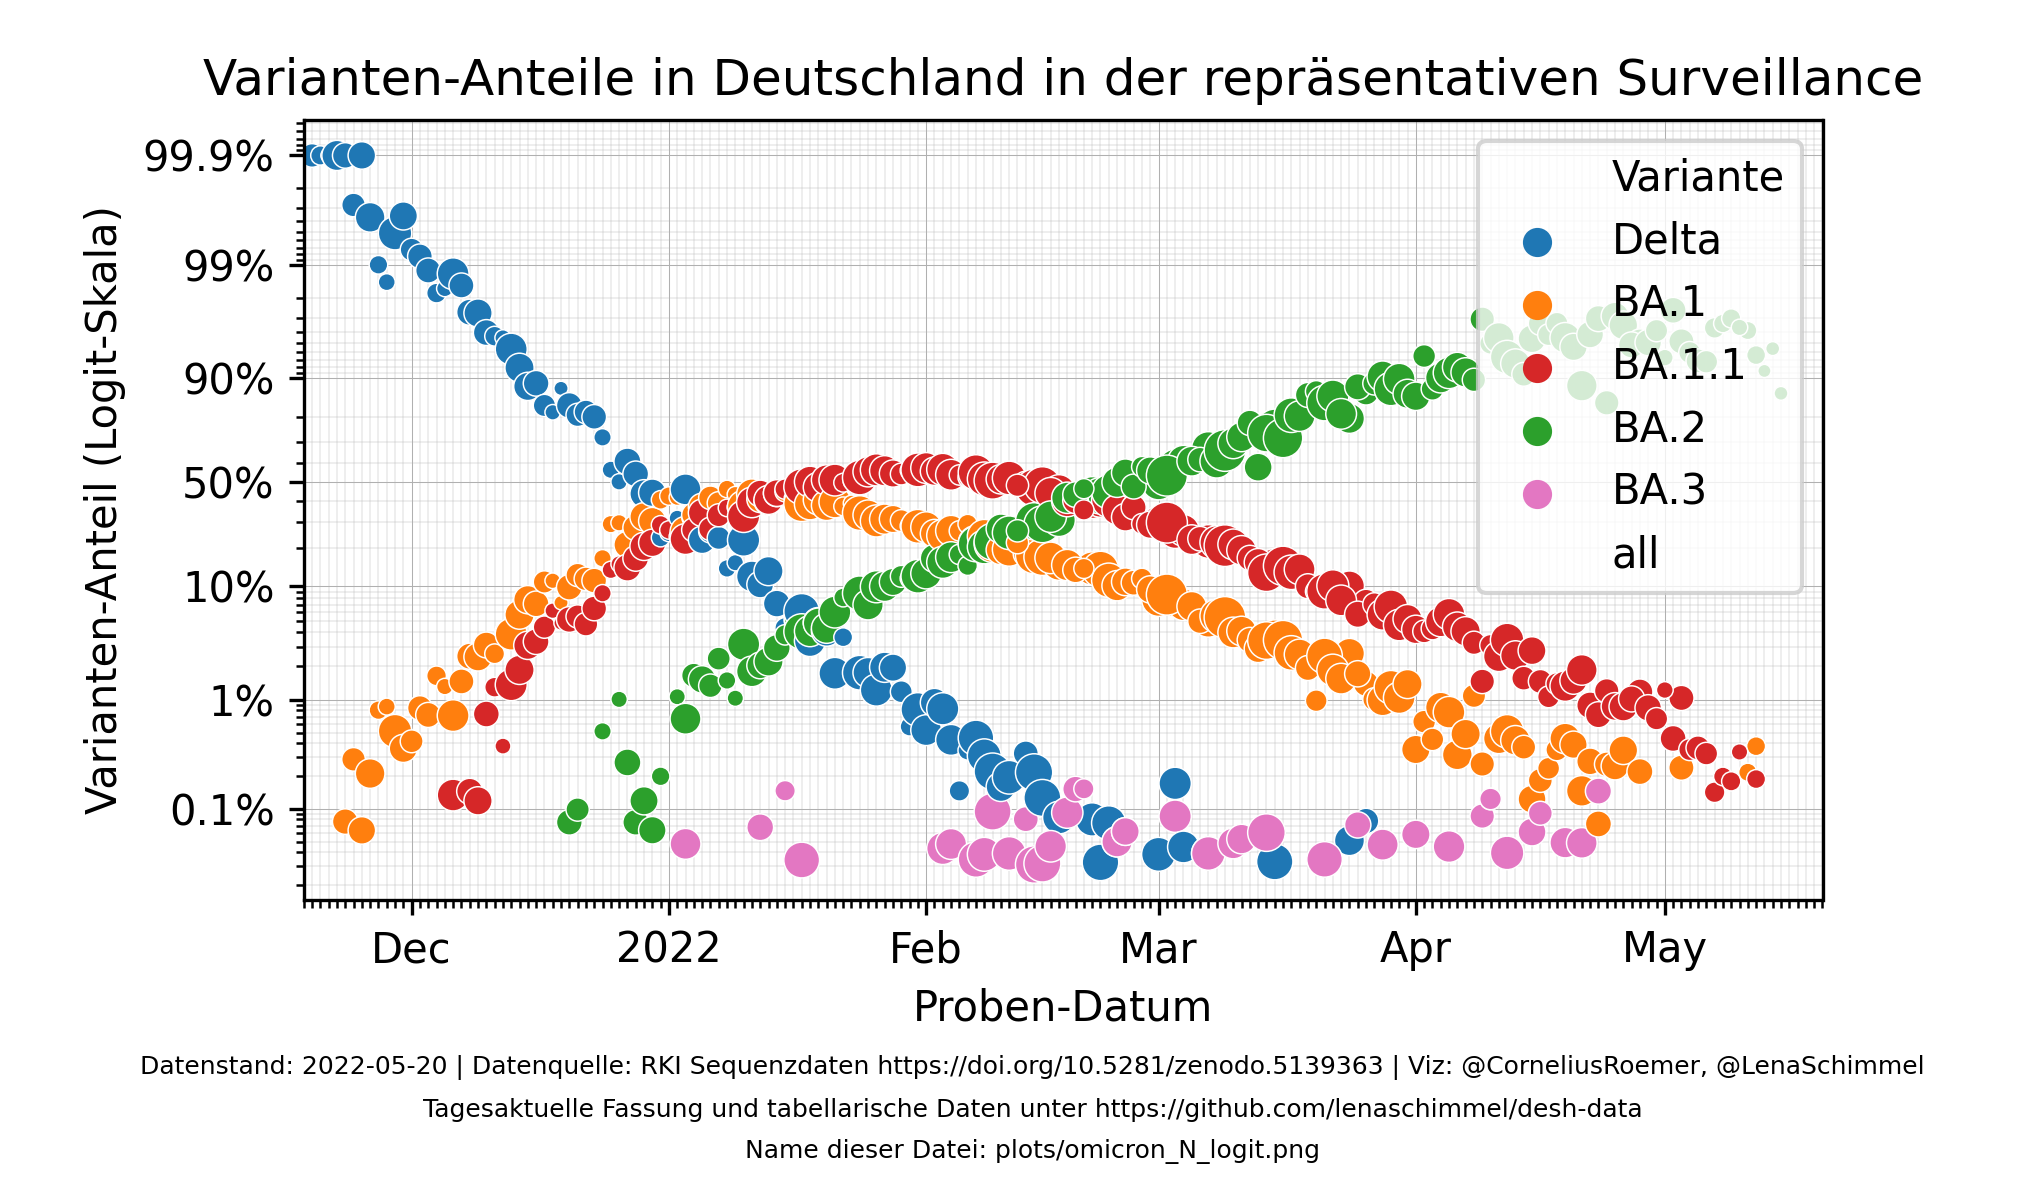 Varianten-Anteile in Deutschland in der repräsentativen Surveillance
Varianten-Anteil (Logit-Skala)
99.9%
99%
90%
50%
10%
1%
0.1%
Variante
Delta
BA.1
BA.1.1
BA.2
BA.3
all
Dec 2022 Feb Mar Apr May
Proben-Datum
Datenstand: 2022-05-20 | Datenquelle: RKI Sequenzdaten https://doi.org/10.5281/zenodo.5139363 | Viz: @CorneliusRoemer, @LenaSchimmel
Tagesaktuelle Fassung und tabellarische Daten unter https://github.com/lenaschimmel/desh-data
Name dieser Datei: plots/omicron_N_logit.png